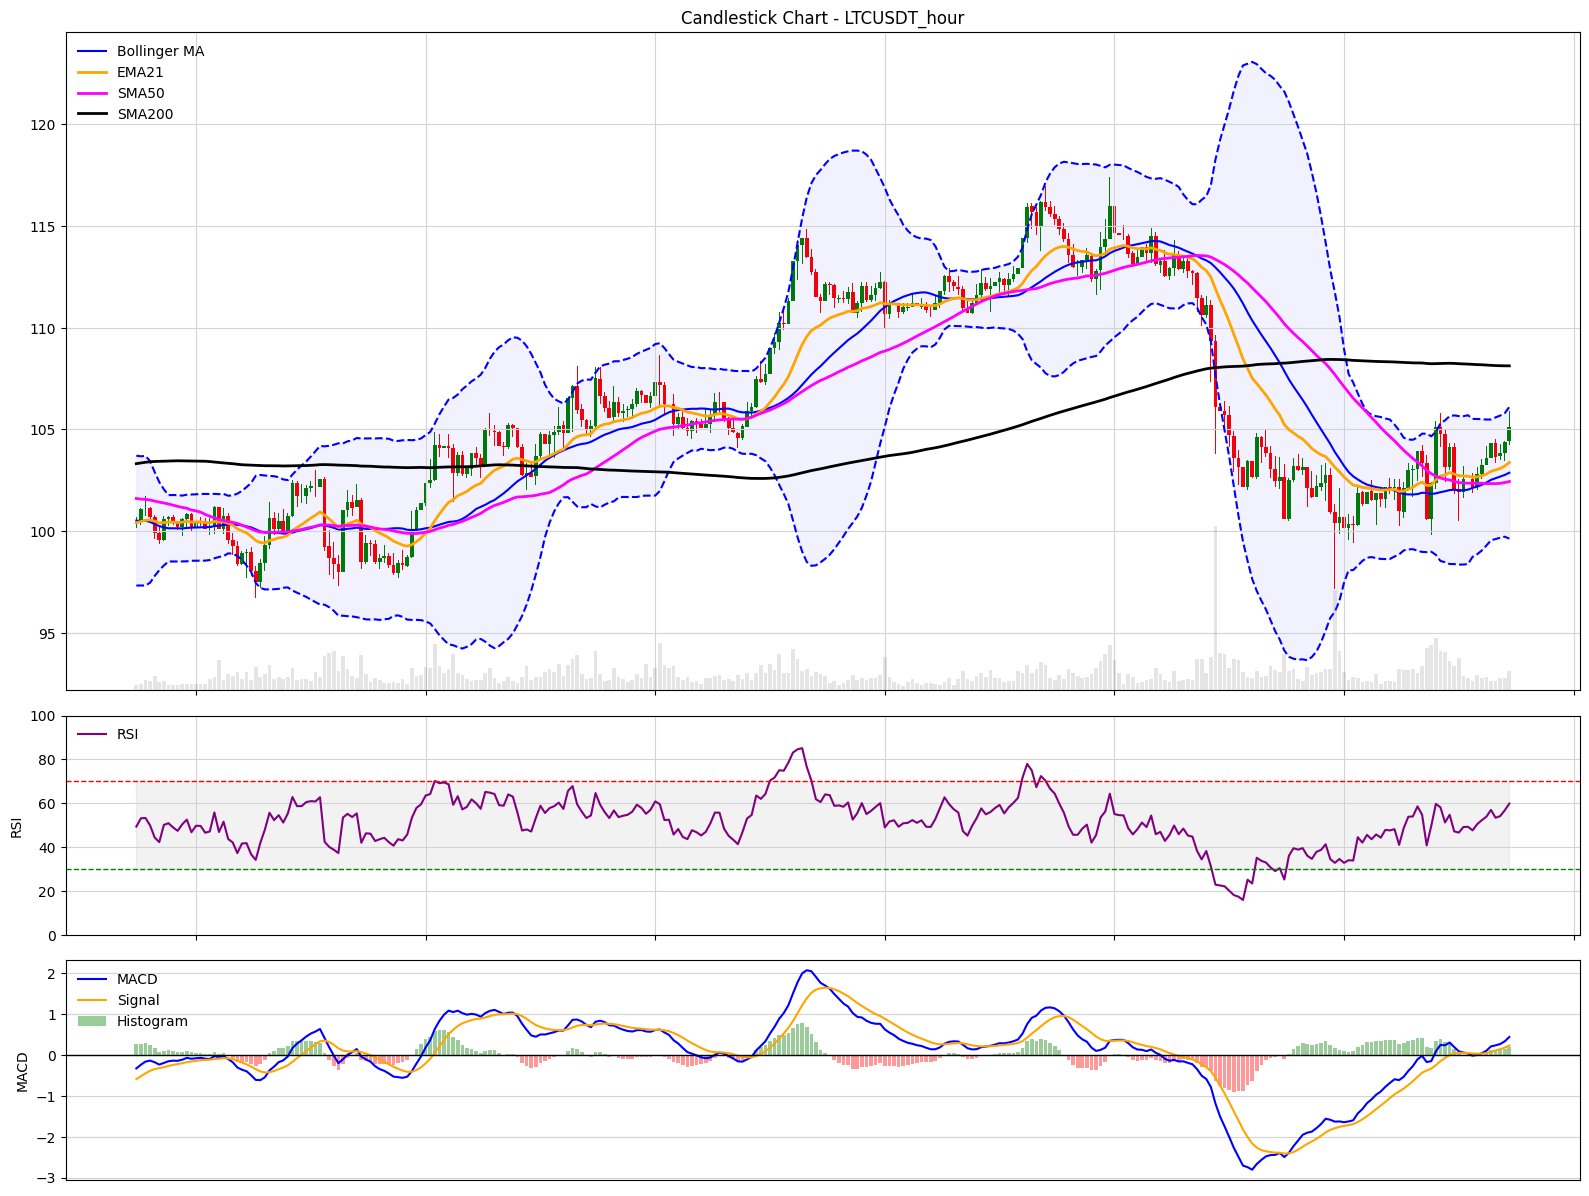 Candlestick Chart - LTCUSDT_hour
Bollinger MA
EMA21
SMA50
SMA200
120
115
110
105
100
95
RSI
100
80
60
40
20
0
RSI
MACD
Signal
Histogram
2
1
0
−1
−2
−3
MACD